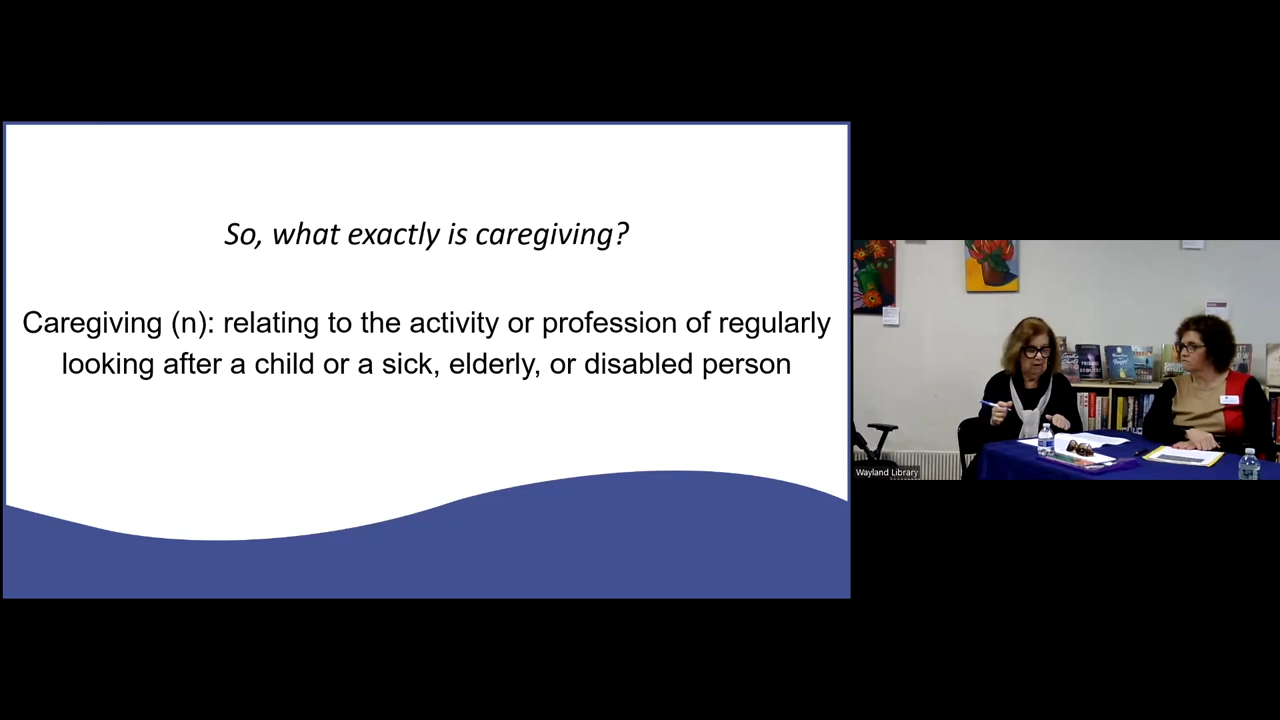 So, what exactly is caregiving?
Caregiving (n): relating to the activity or profession of regularly
looking after a child or a sick, elderly, or disabled person
Wayland Library